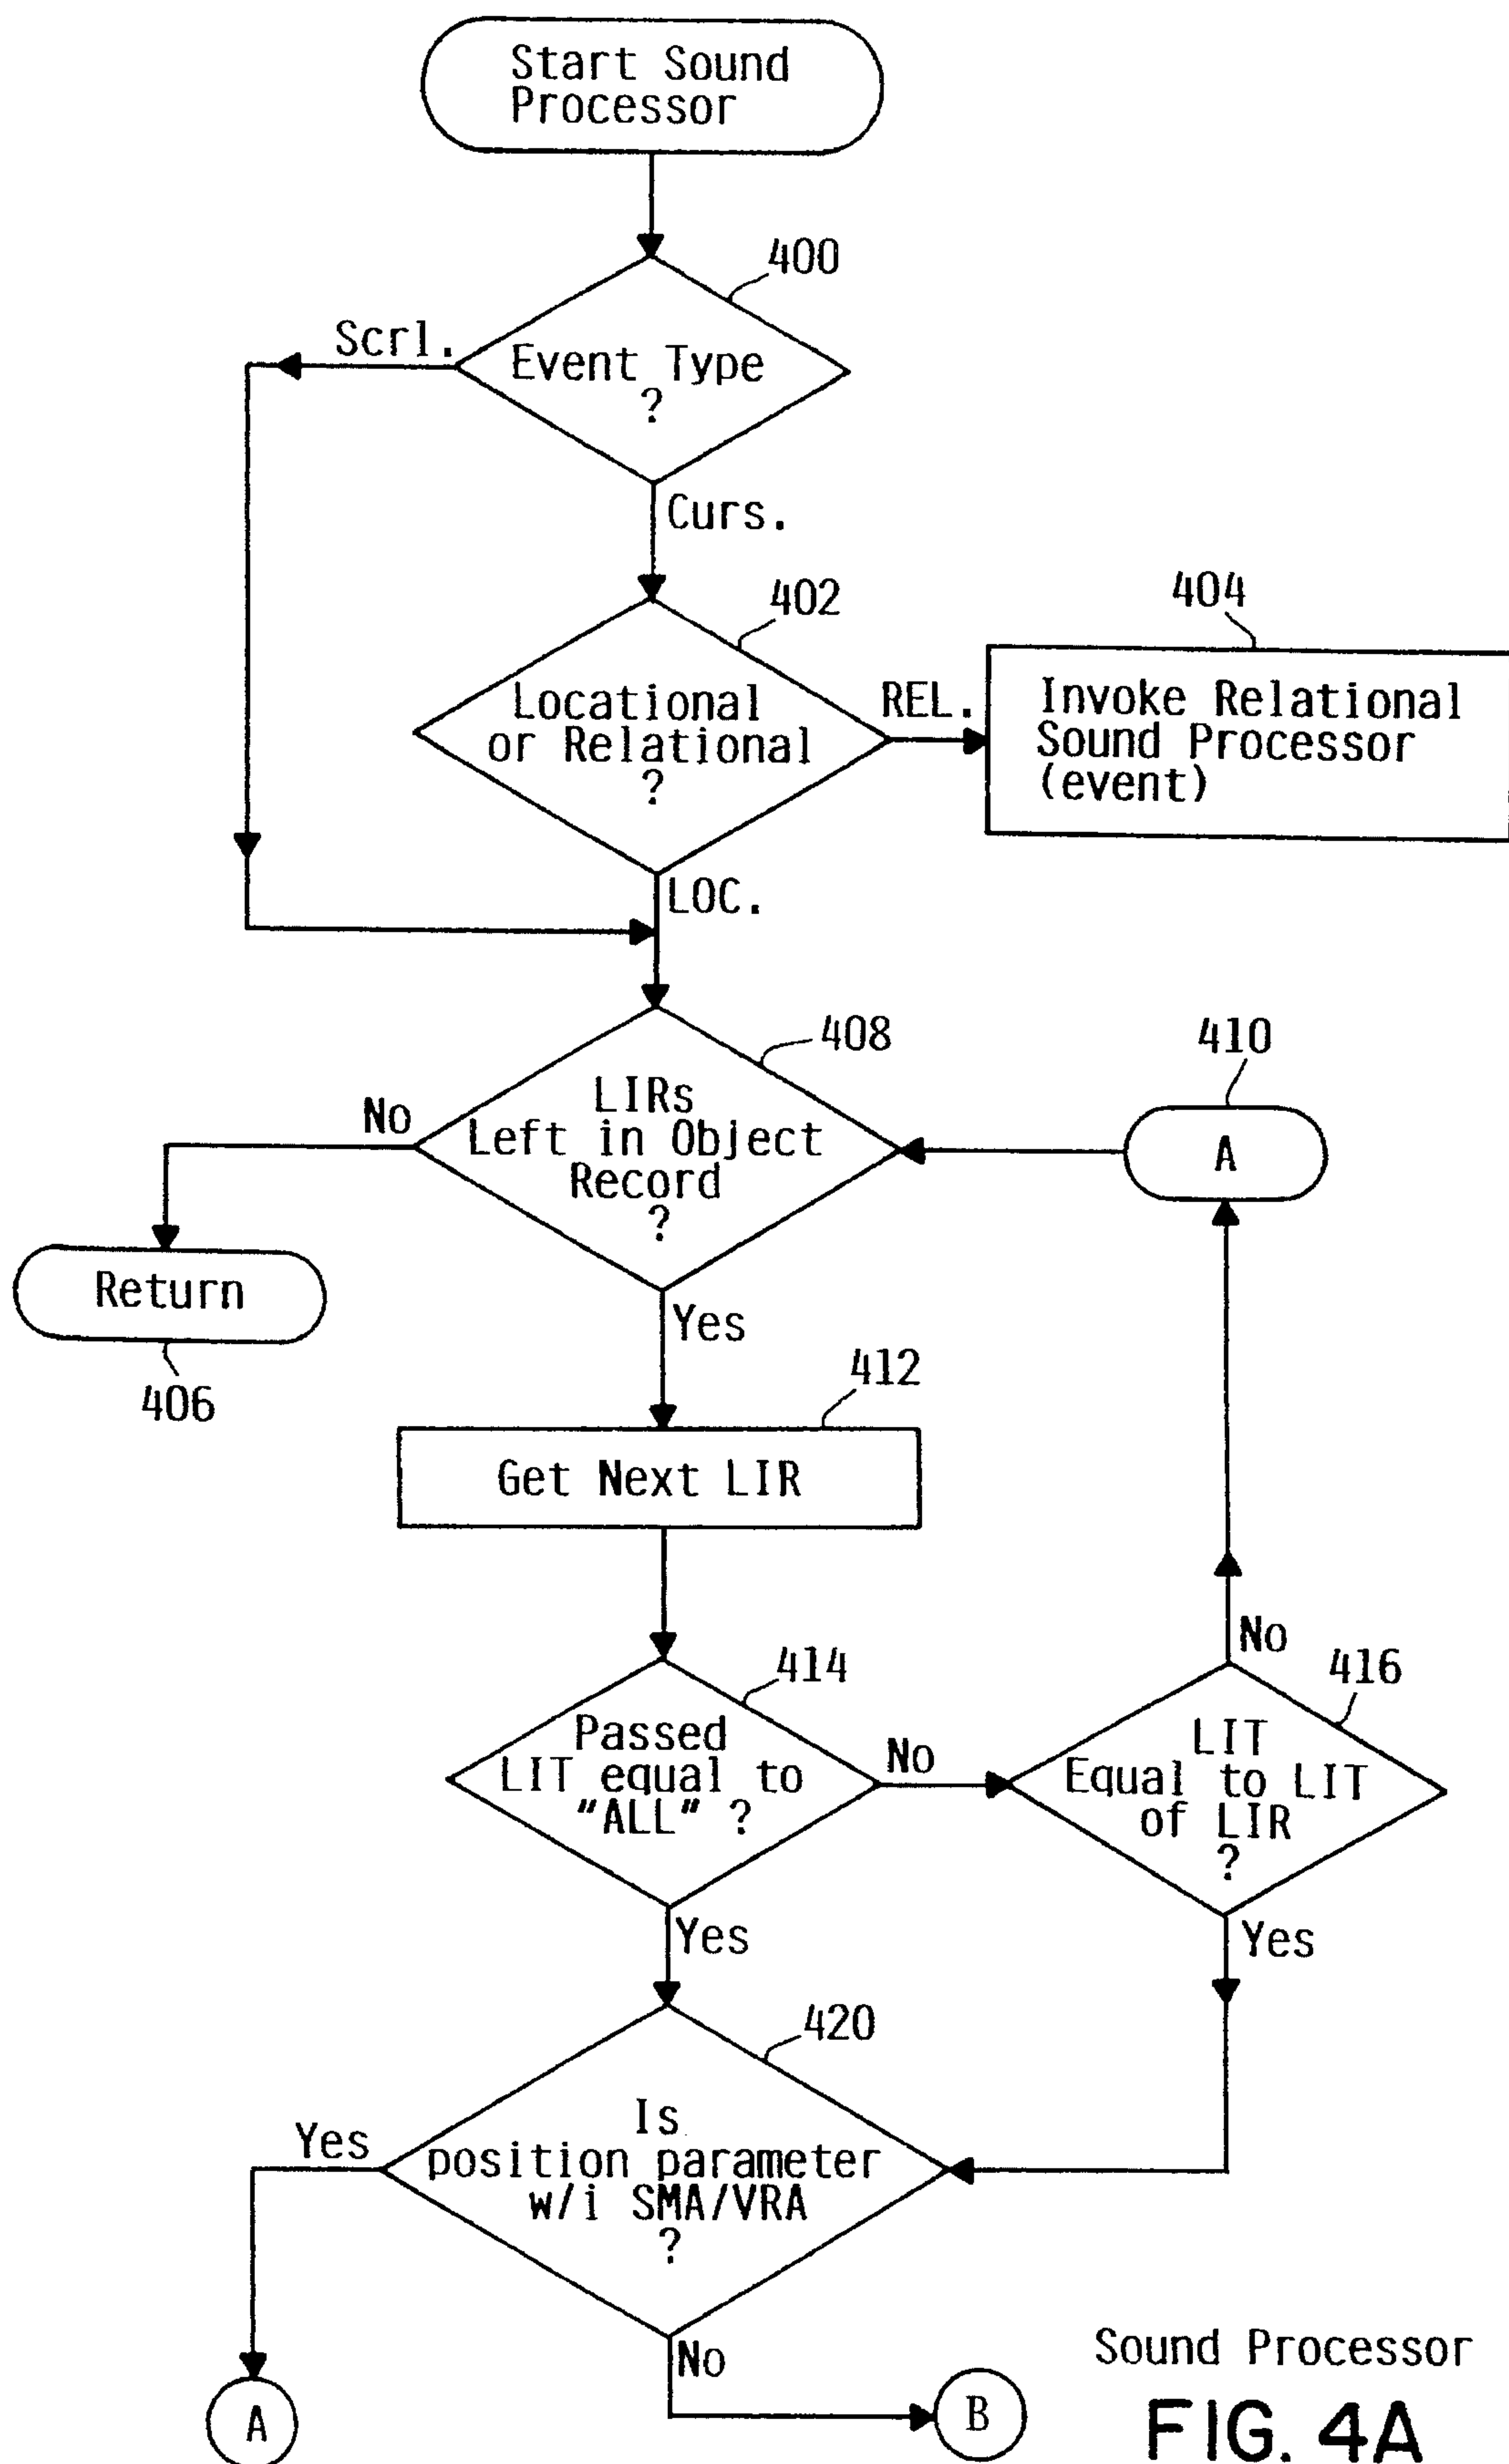 Start Sound
Processor
400
Scrl.
Event Type
?
Curs.
402
404
Locational
or Relational
?
REL.
Invoke Relational
Sound Processor
(event)
LOC.
408
410
No
LIRs
Left in Object
Record
?
A
Return
Yes
406
412
Get Next LIR
No
414
416
Passed
LIT equal to
"ALL" ?
No
LIT
Equal to LIT
of LIR
?
Yes
Yes
420
Yes
Is
position parameter
w/i SMA/VRA
?
No
A
B
Sound Processor
FIG. 4A